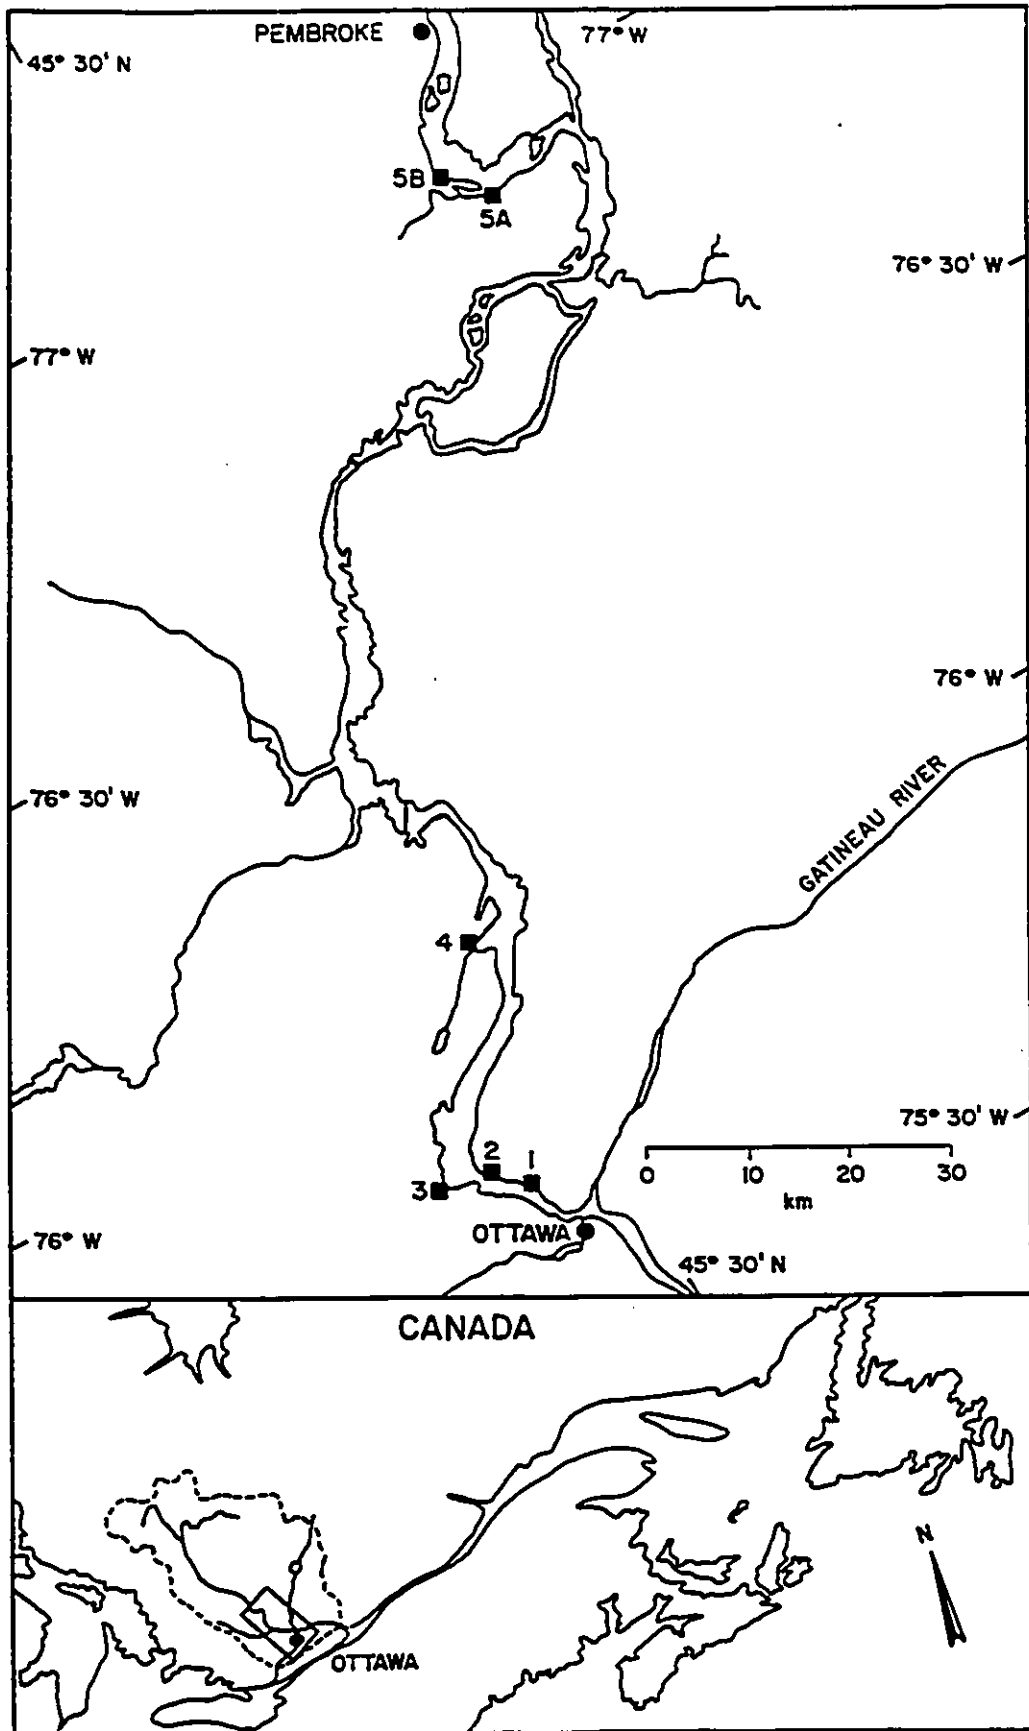 PEMBROKE
77° W
45° 30' N
5B
5A
76° 30' W
77° W
76° W
76° 30' W
GATINEAU RIVER
4
75° 30' W
2
1
3
0 10 20 30
km
OTTAWA
76° W
45° 30' N
CANADA
N
OTTAWA